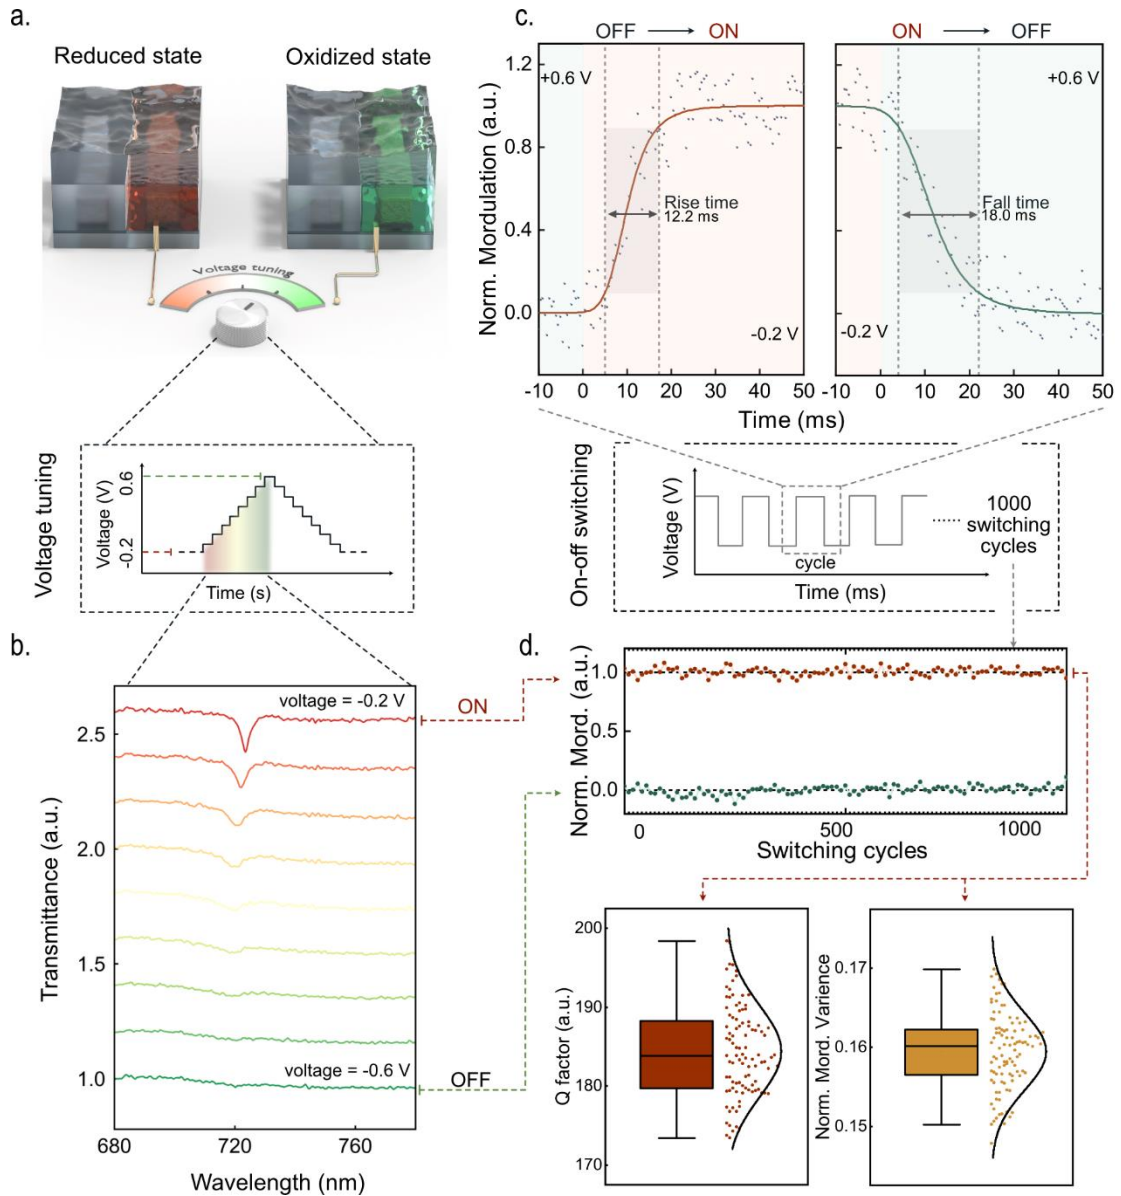 a.
Reduced state
Oxidized state
Voltage tuning
Voltage tuning
Voltage (V)
0.6
-0.2
Time (s)
b.
Transmittance (a.u.)
2.5
2.0
1.5
1.0
voltage = -0.2 V
ON
voltage = -0.6 V
OFF
680
720
760
Wavelength (nm)
c.
OFF
ON
ON
OFF
Norm. Mordulation (a.u.)
1.2
0.8
0.4
0.0
+0.6 V
Rise time
12.2 ms
-0.2 V
+0.6 V
Fall time
18.0 ms
-0.2 V
-10 0 10 20 30 40 50
-10 0 10 20 30 40 50
Time (ms)
On-off switching
Voltage (V)
cycle
Time (ms)
1000
switching
cycles
d.
Norm. Mord. (a.u.)
1.0
0.5
0.0
0
500
1000
Switching cycles
Q factor (a.u.)
200
190
180
170
Norm. Mord. Varience
0.17
0.16
0.15